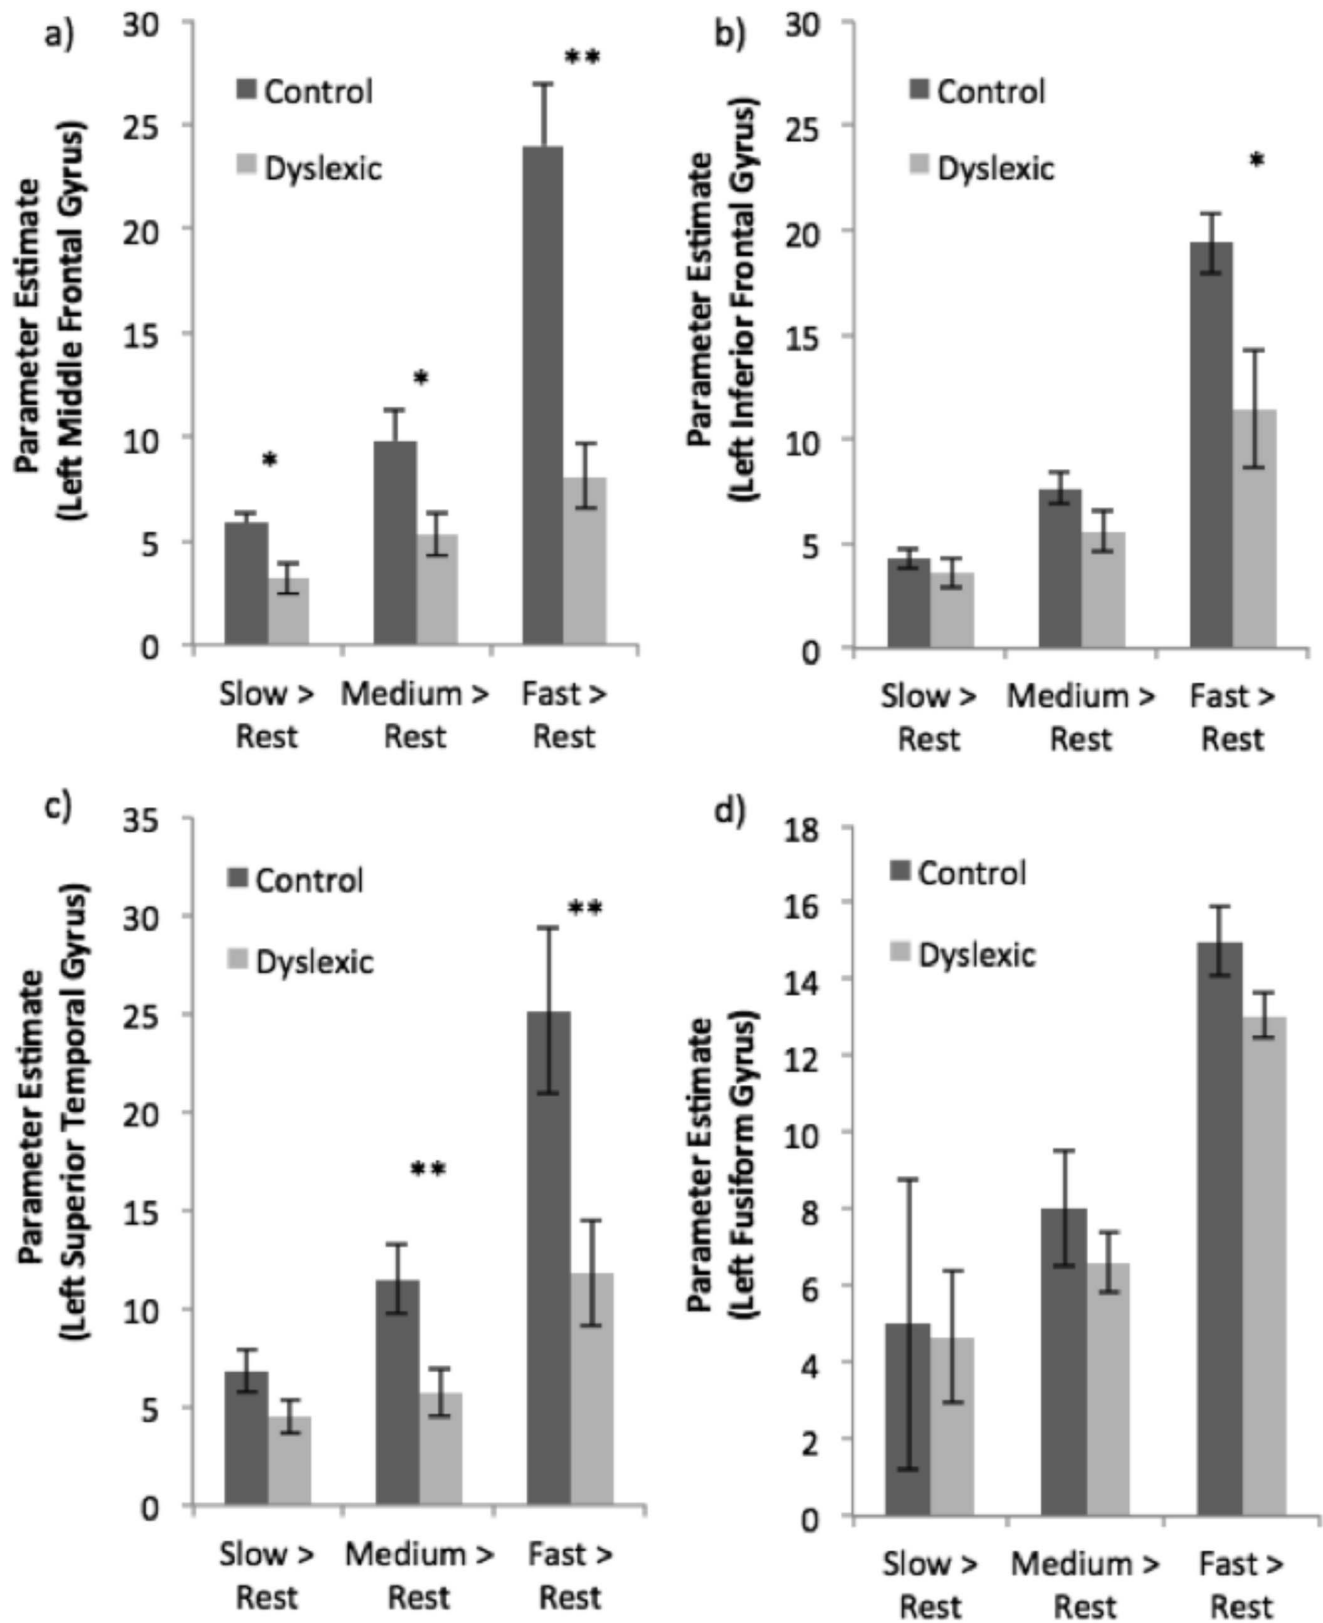 a)
Parameter Estimate
(Left Middle Frontal Gyrus)
30
25
20
15
10
5
0
Control
Dyslexic
*
*
**
Slow >
Rest
Medium >
Rest
Fast >
Rest
b)
Parameter Estimate
(Left Inferior Frontal Gyrus)
30
25
20
15
10
5
0
Control
Dyslexic
*
Slow >
Rest
Medium >
Rest
Fast >
Rest
c)
Parameter Estimate
(Left Superior Temporal Gyrus)
35
30
25
20
15
10
5
0
Control
Dyslexic
**
**
Slow >
Rest
Medium >
Rest
Fast >
Rest
d)
Parameter Estimate
(Left Fusiform Gyrus)
18
16
14
12
10
8
6
4
2
0
Control
Dyslexic
Slow >
Rest
Medium >
Rest
Fast >
Rest